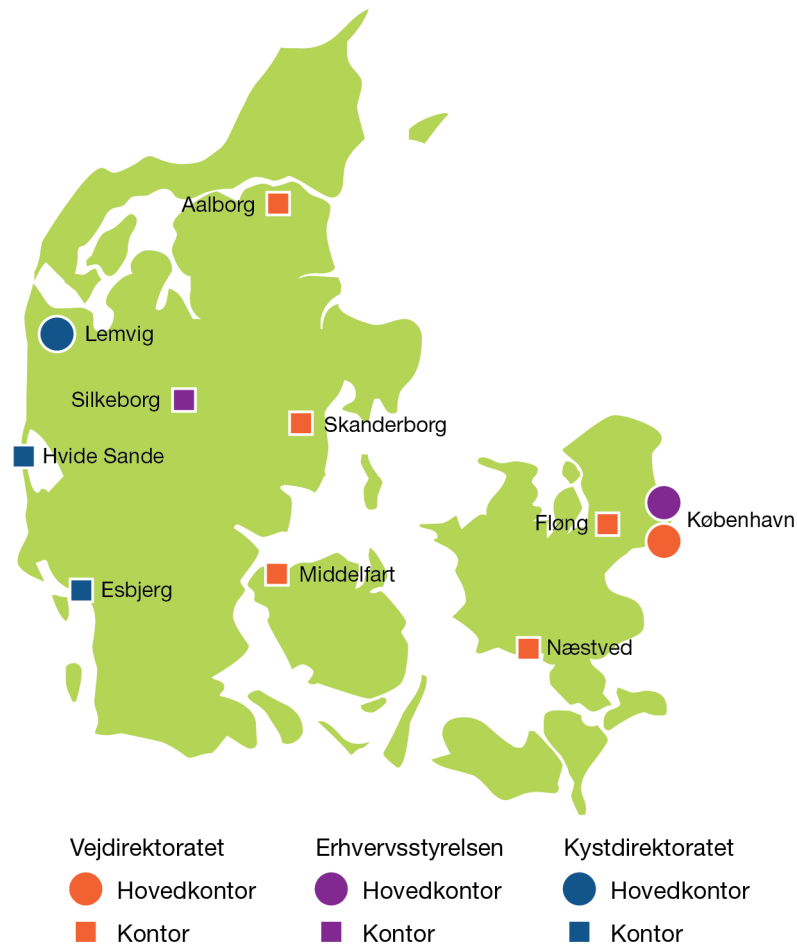 Aalborg
Lemvig
Silkeborg
Skanderborg
Hvide Sande
København
Fløng
Middelfart
Esbjerg
Næstved
Vejdirektoratet
Hovedkontor
Kontor
Erhvervsstyrelsen
Hovedkontor
Kontor
Kystdirektoratet
Hovedkontor
Kontor